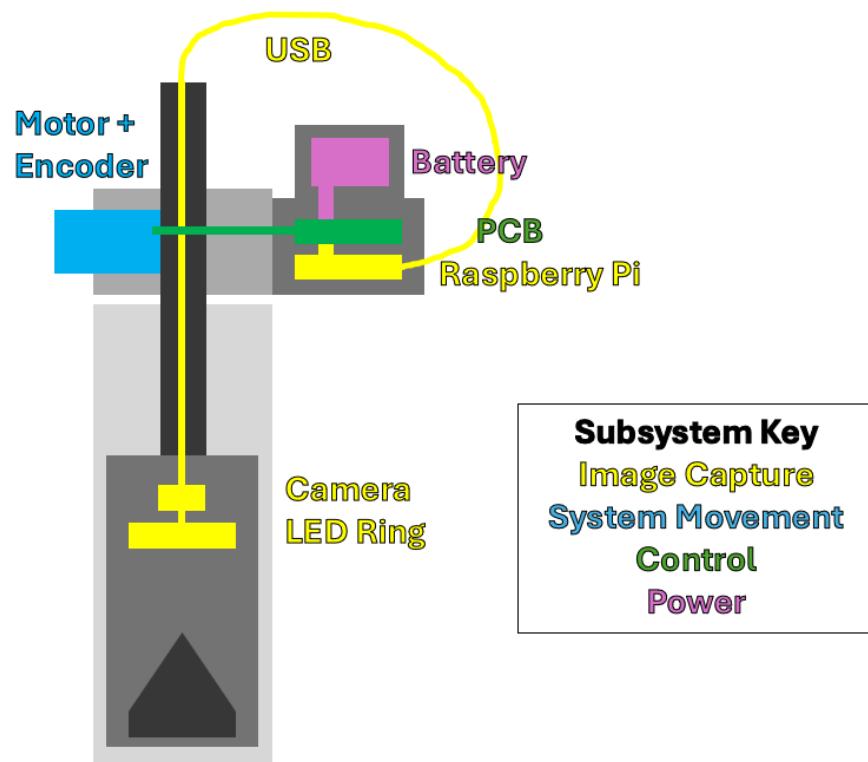 USB
Motor +
Encoder
Battery
PCB
Raspberry Pi
Camera
LED Ring
Subsystem Key
Image Capture
System Movement
Control
Power